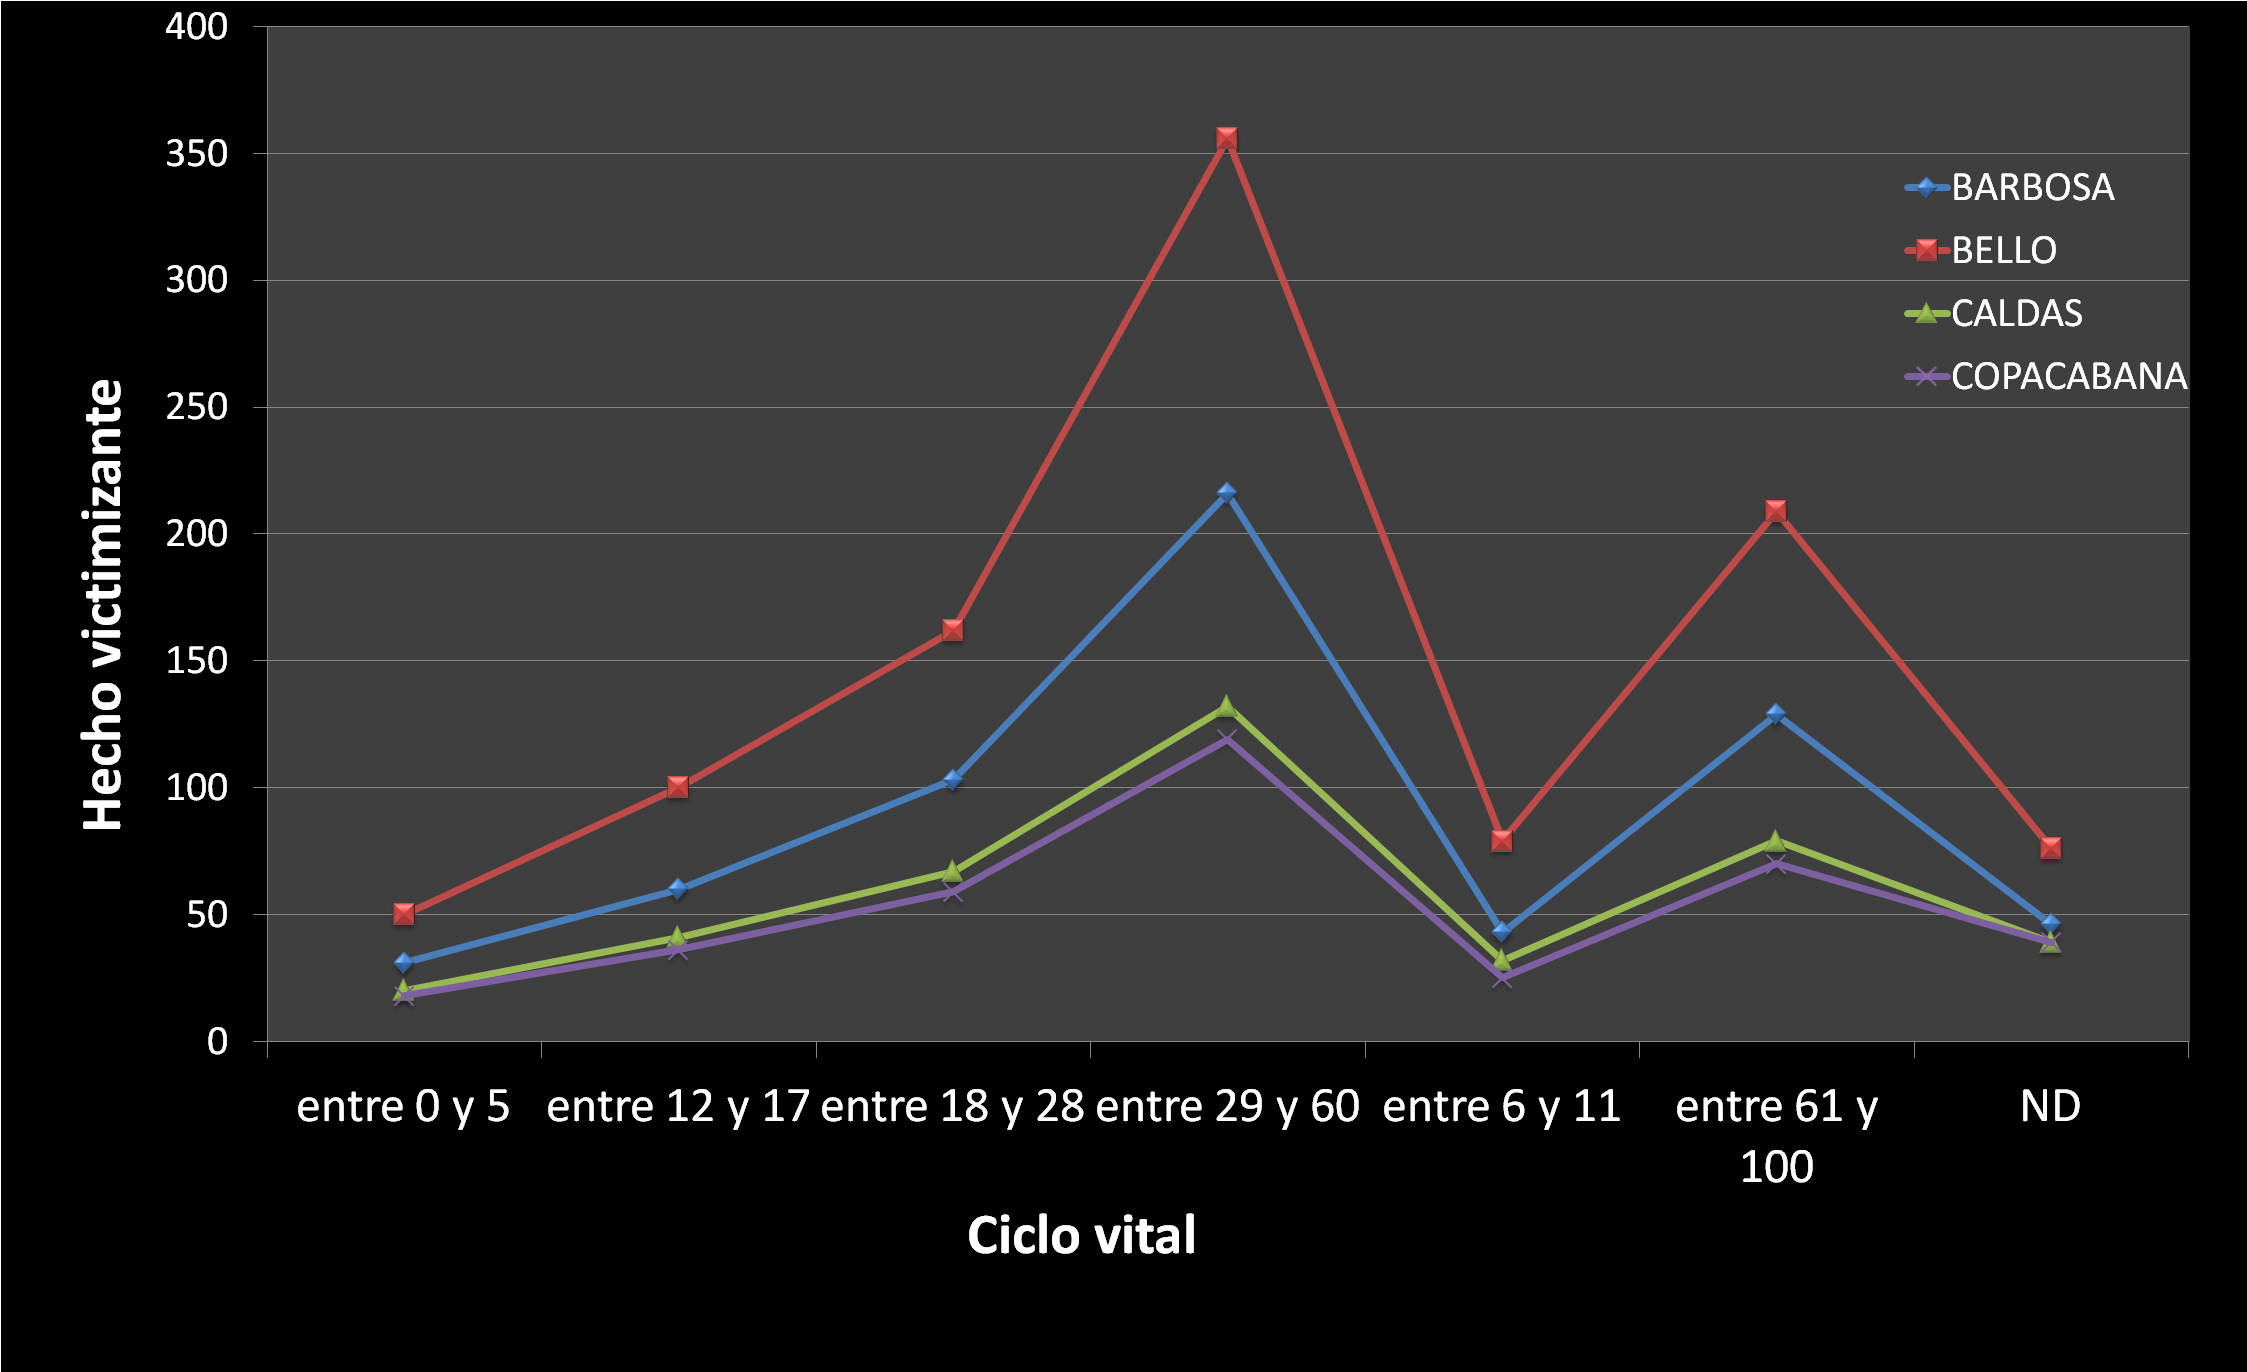 400
350
300
250
200
150
100
50
0
Hecho victimizante
BARBOSA
BELLO
CALDAS
COPACABANA
entre 0 y 5
entre 12 y 17
entre 18 y 28
entre 29 y 60
entre 6 y 11
entre 61 y
100
ND
Ciclo vital